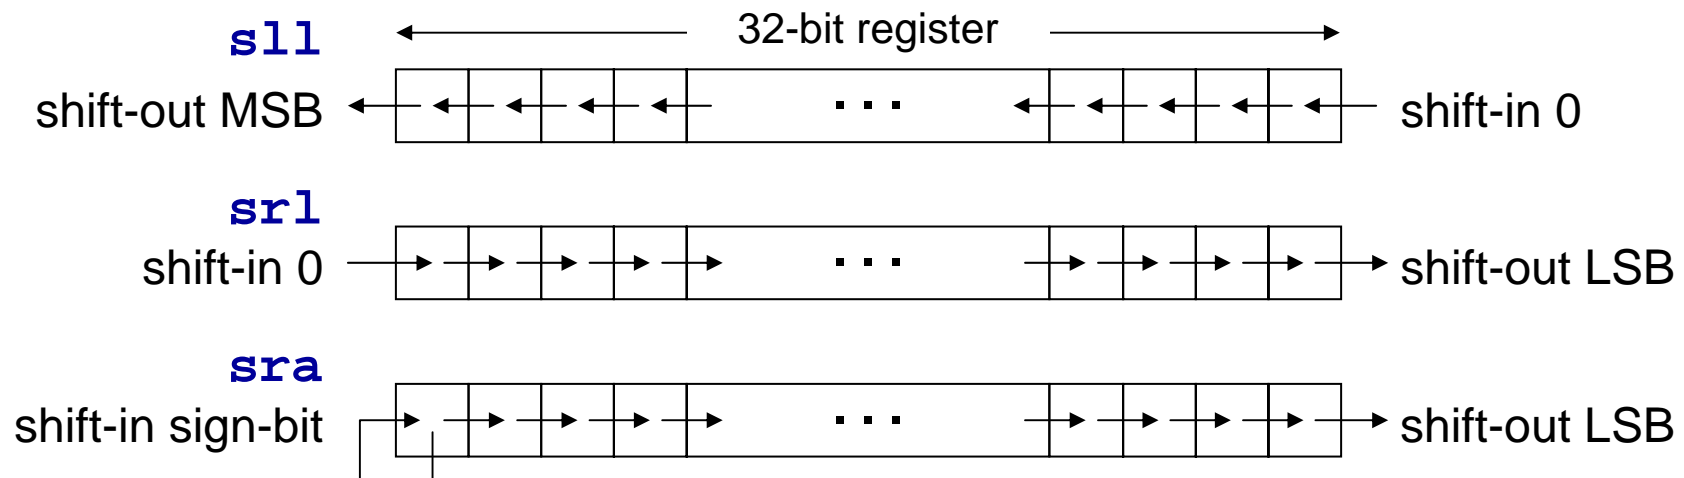 sll
32-bit register
shift-out MSB ... shift-in 0
srl
shift-in 0 ... shift-out LSB
sra
shift-in sign-bit ... shift-out LSB